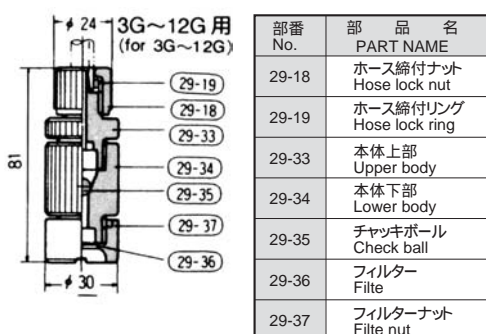 φ 24
3G～12G 用
(for 3G～12G)
81
φ 30
29-19
29-18
29-33
29-34
29-35
29-37
29-36
部番 部 品 名
No. PART NAME
29-18 ホース締付ナット
Hose lock nut
29-19 ホース締付リング
Hose lock ring
29-33 本体上部
Upper body
29-34 本体下部
Lower body
29-35 チャッキボール
Check ball
29-36 フィルター
Filte
29-37 フィルターナット
Filte nut